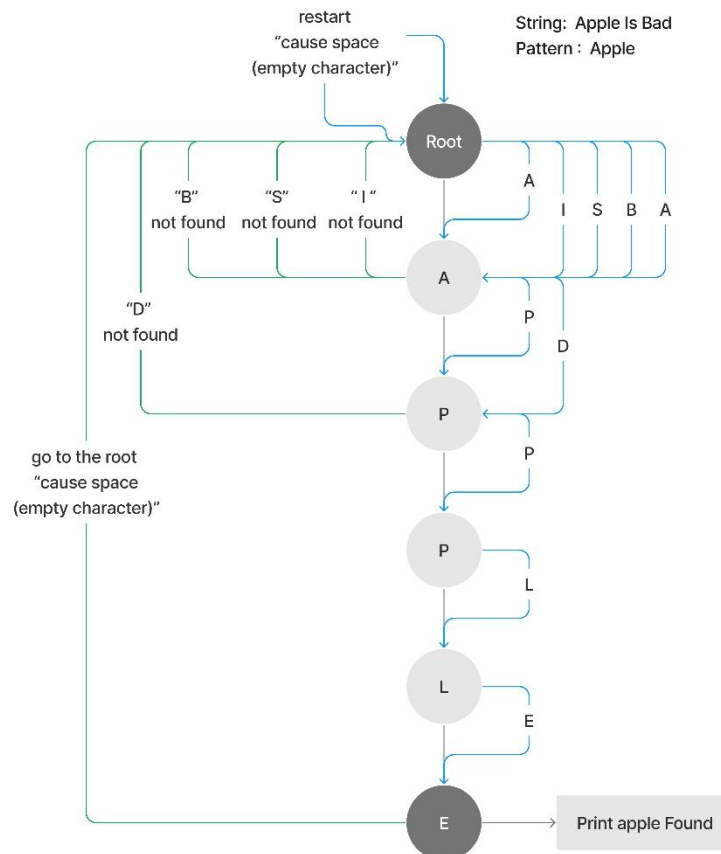 restart
“cause space
(empty character)”
String: Apple Is Bad
Pattern : Apple
Root
“B”
not found
“S”
not found
“ I “
not found
A
I
S
B
A
“D”
not found
A
P
D
P
P
go to the root
“cause space
(empty character)”
P
L
L
E
E
Print apple Found